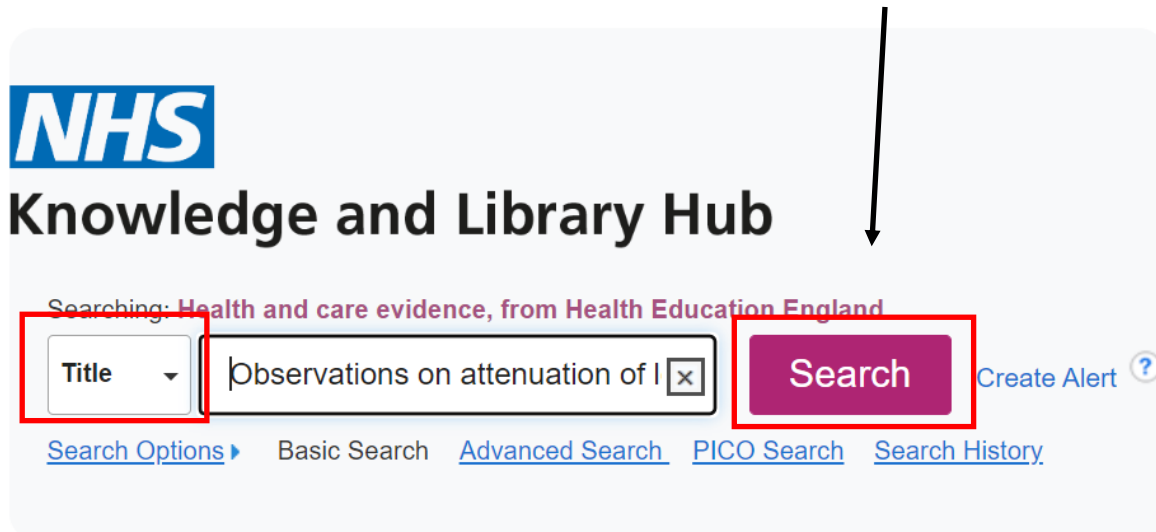 NHS
Knowledge and Library Hub
Searching: Health and care evidence, from Health Education England
Title Observations on attenuation of l Search Create Alert ?
Search Options Basic Search Advanced Search PICO Search Search History